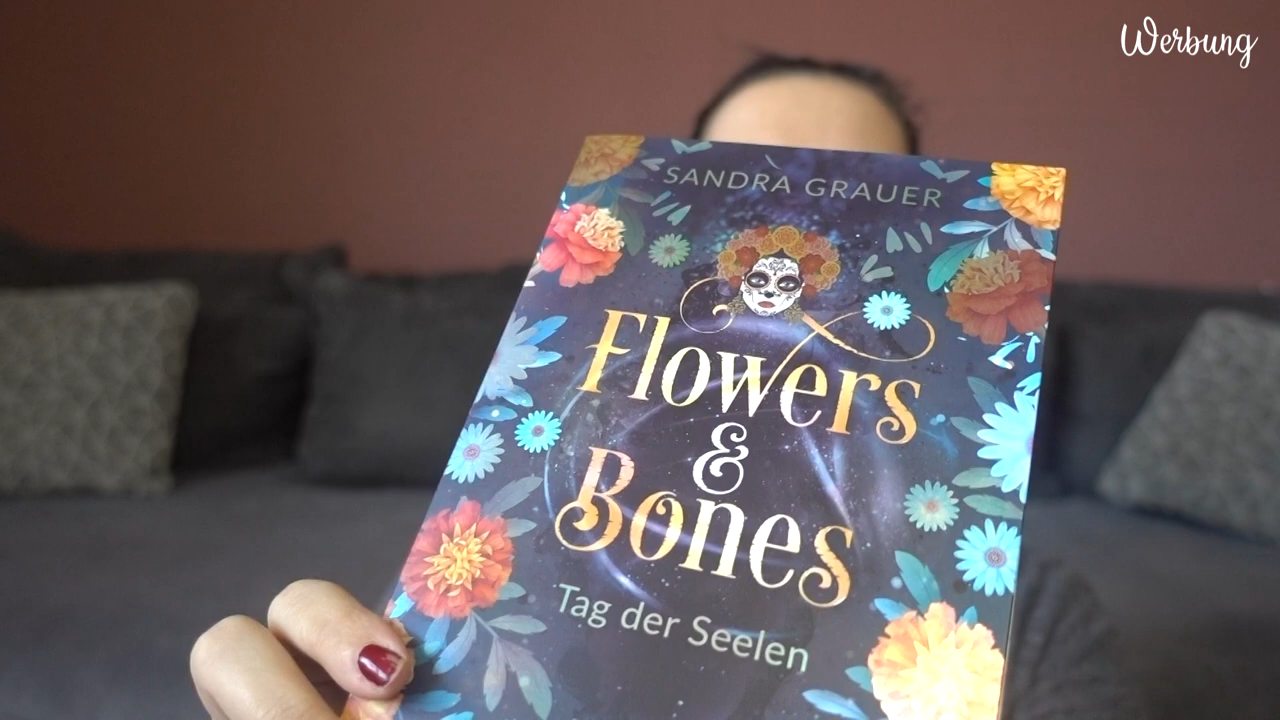 Werbung
SANDRA GRAUER
Flowers
&
Bones
Tag der Seelen